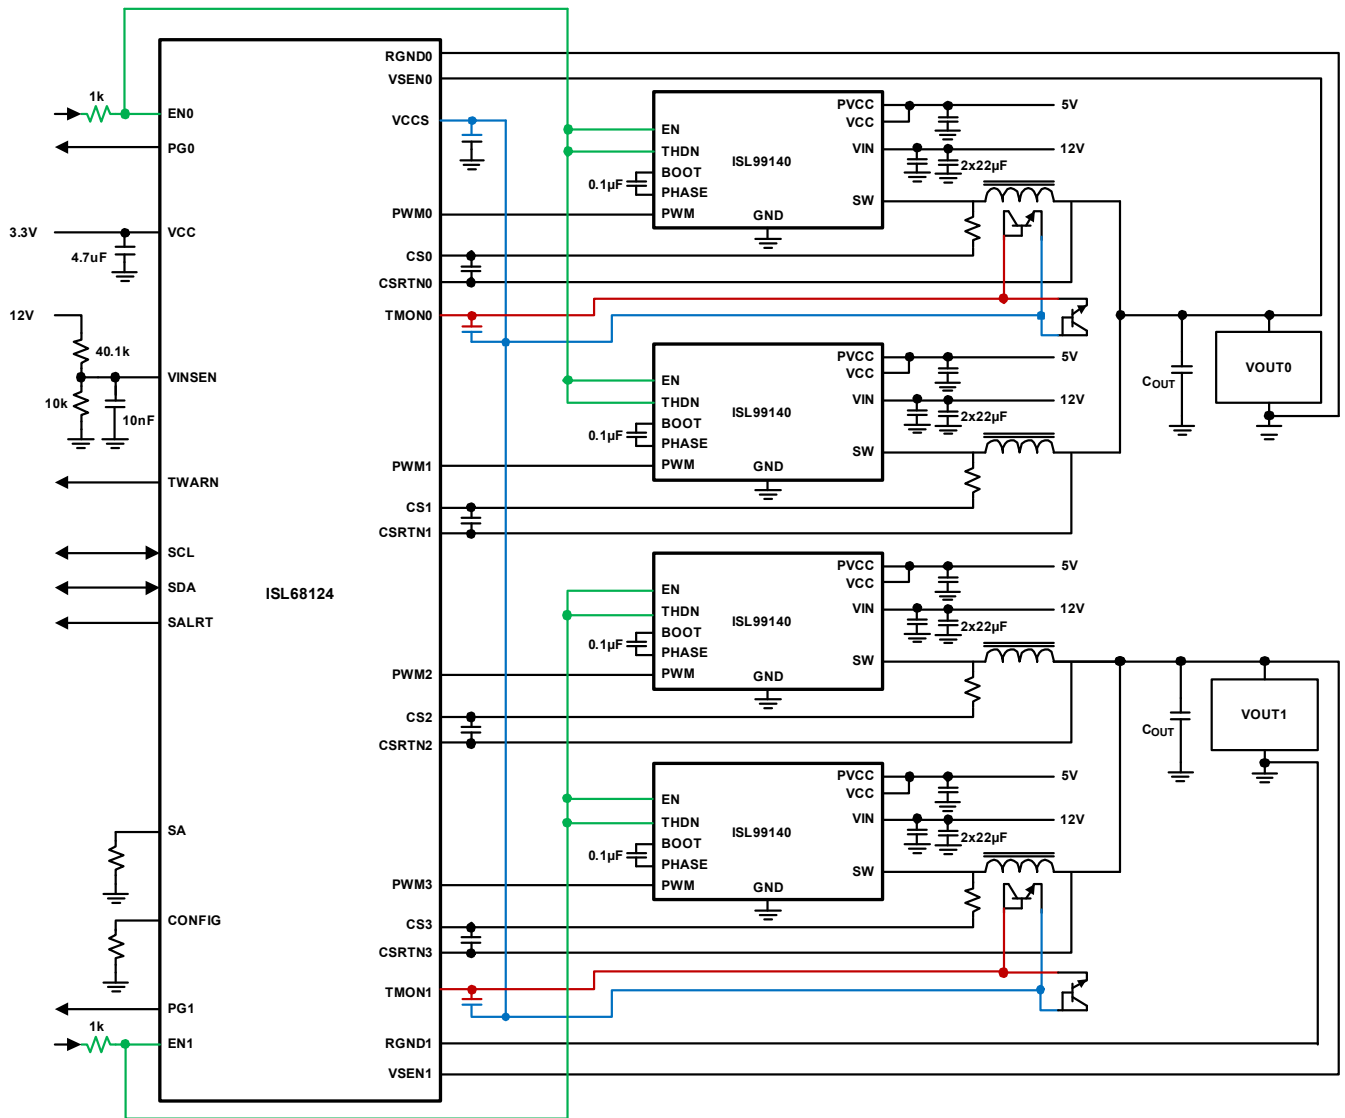 RGND0
VSEN0
1k
EN0
VCCS
PG0
3.3V
VCC
4.7uF
PWM0
CS0
CSRTN0
TMON0
12V
40.1k
VINSEN
10k
10nF
TWARN
PWM1
CS1
CSRTN1
SCL
SDA
SALRT
ISL68124
PWM2
CS2
CSRTN2
SA
CONFIG
PWM3
CS3
CSRTN3
TMON1
PG1
1k
EN1
RGND1
VSEN1
PVCC
VCC
5V
EN
VIN
12V
THDN
ISL99140
2x22µF
BOOT
0.1µF
PHASE
SW
PWM
GND
PVCC
VCC
5V
EN
VIN
12V
THDN
ISL99140
2x22µF
BOOT
0.1µF
PHASE
SW
PWM
GND
COUT
VOUT0
PVCC
VCC
5V
EN
VIN
12V
THDN
ISL99140
2x22µF
BOOT
0.1µF
PHASE
SW
PWM
GND
COUT
VOUT1
PVCC
VCC
5V
EN
VIN
12V
THDN
ISL99140
2x22µF
BOOT
0.1µF
PHASE
SW
PWM
GND